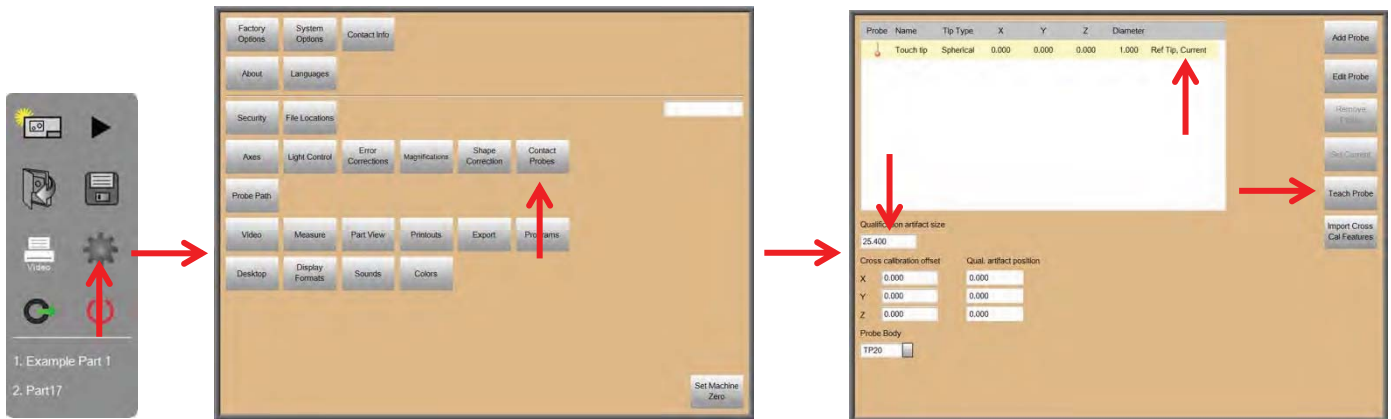 Video
1. Example Part 1
2. Part17
Factory Options
System Options
Contact Info
About
Languages
Security
File Locations
Axes
Light Control
Error Corrections
Magnifications
Shape Correction
Contact Probes
Probe Path
Video
Measure
Part View
Printouts
Export
Programs
Desktop
Display Formats
Sounds
Colors
Set Machine Zero
Probe Name Tip Type X Y Z Diameter
Touch tip Spherical 0.000 0.000 0.000 1.000 Ref Tip, Current
Qualification artifact size
25.400
Cross calibration offset Qual. artifact position
X 0.000 0.000
Y 0.000 0.000
Z 0.000 0.000
Probe Body
TP20
Add Probe
Edit Probe
Remove Probe
Set Current
Teach Probe
Import Cross
Cal Features